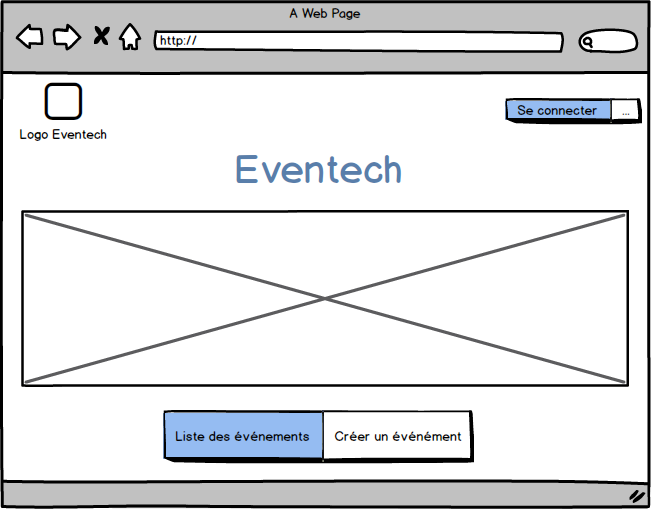 A Web Page
http://
Logo Eventech
Se connecter
...
Eventech
Liste des événements
Créer un événément